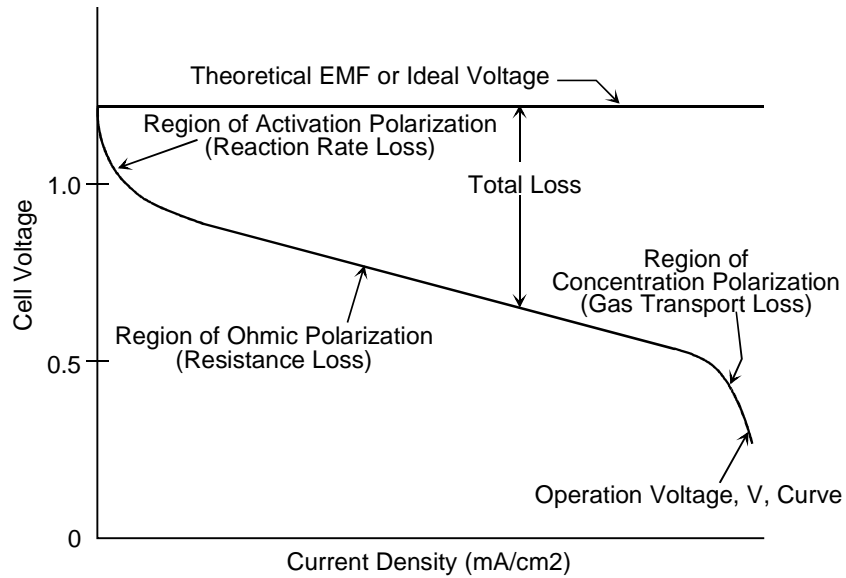 Theoretical EMF or Ideal Voltage
Region of Activation Polarization
(Reaction Rate Loss)
Total Loss
1.0
Cell Voltage
Region of
Concentration Polarization
(Gas Transport Loss)
Region of Ohmic Polarization
(Resistance Loss)
0.5
Operation Voltage, V, Curve
0
Current Density (mA/cm2)